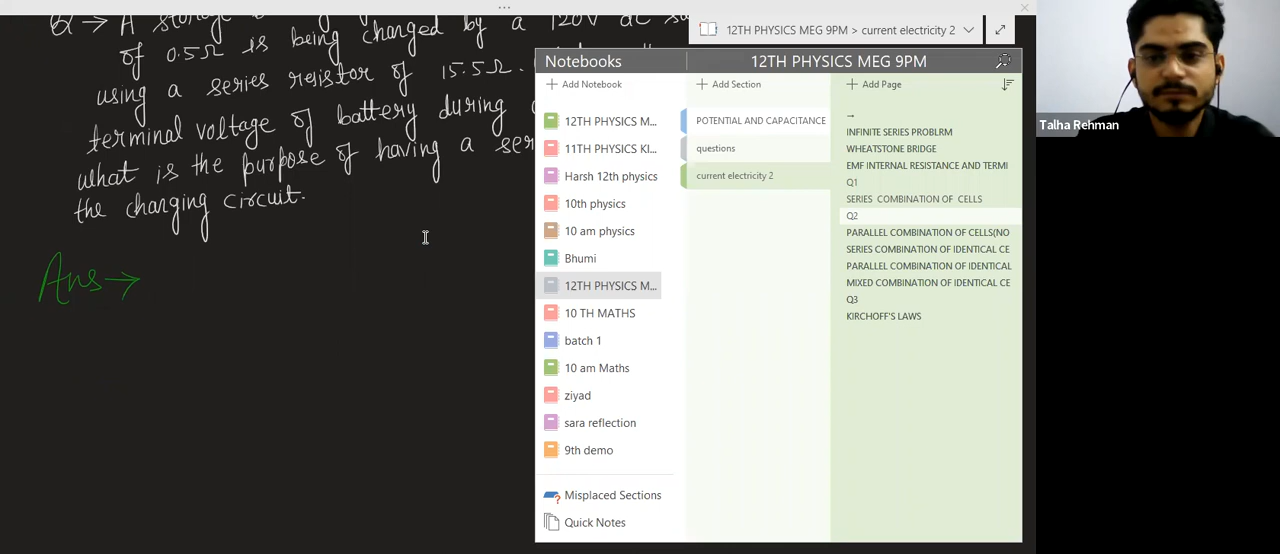 Q1 → A storage
by a 120V dc
of 0.5Ω is being charged
using a series resistor of 15.5Ω.
terminal voltage of battery during
what is the purpose of having a
the charging circuit.
Ans →
12TH PHYSICS MEG 9PM > current electricity 2
Notebooks
12TH PHYSICS MEG 9PM
Add Notebook
Add Section
Add Page
12TH PHYSICS M...
11TH PHYSICS KI...
Harsh 12th physics
10th physics
10 am physics
Bhumi
12TH PHYSICS M...
10 TH MATHS
batch 1
10 am Maths
ziyad
sara reflection
9th demo
Misplaced Sections
Quick Notes
POTENTIAL AND CAPACITANCE
questions
current electricity 2
→
INFINITE SERIES PROBLRM
WHEATSTONE BRIDGE
EMF INTERNAL RESISTANCE AND TERMI
Q1
SERIES COMBINATION OF CELLS
Q2
PARALLEL COMBINATION OF CELLS(NO
SERIES COMBINATION OF IDENTICAL CE
PARALLEL COMBINATION OF IDENTICAL
MIXED COMBINATION OF IDENTICAL CE
Q3
KIRCHOFF'S LAWS
Talha Rehman